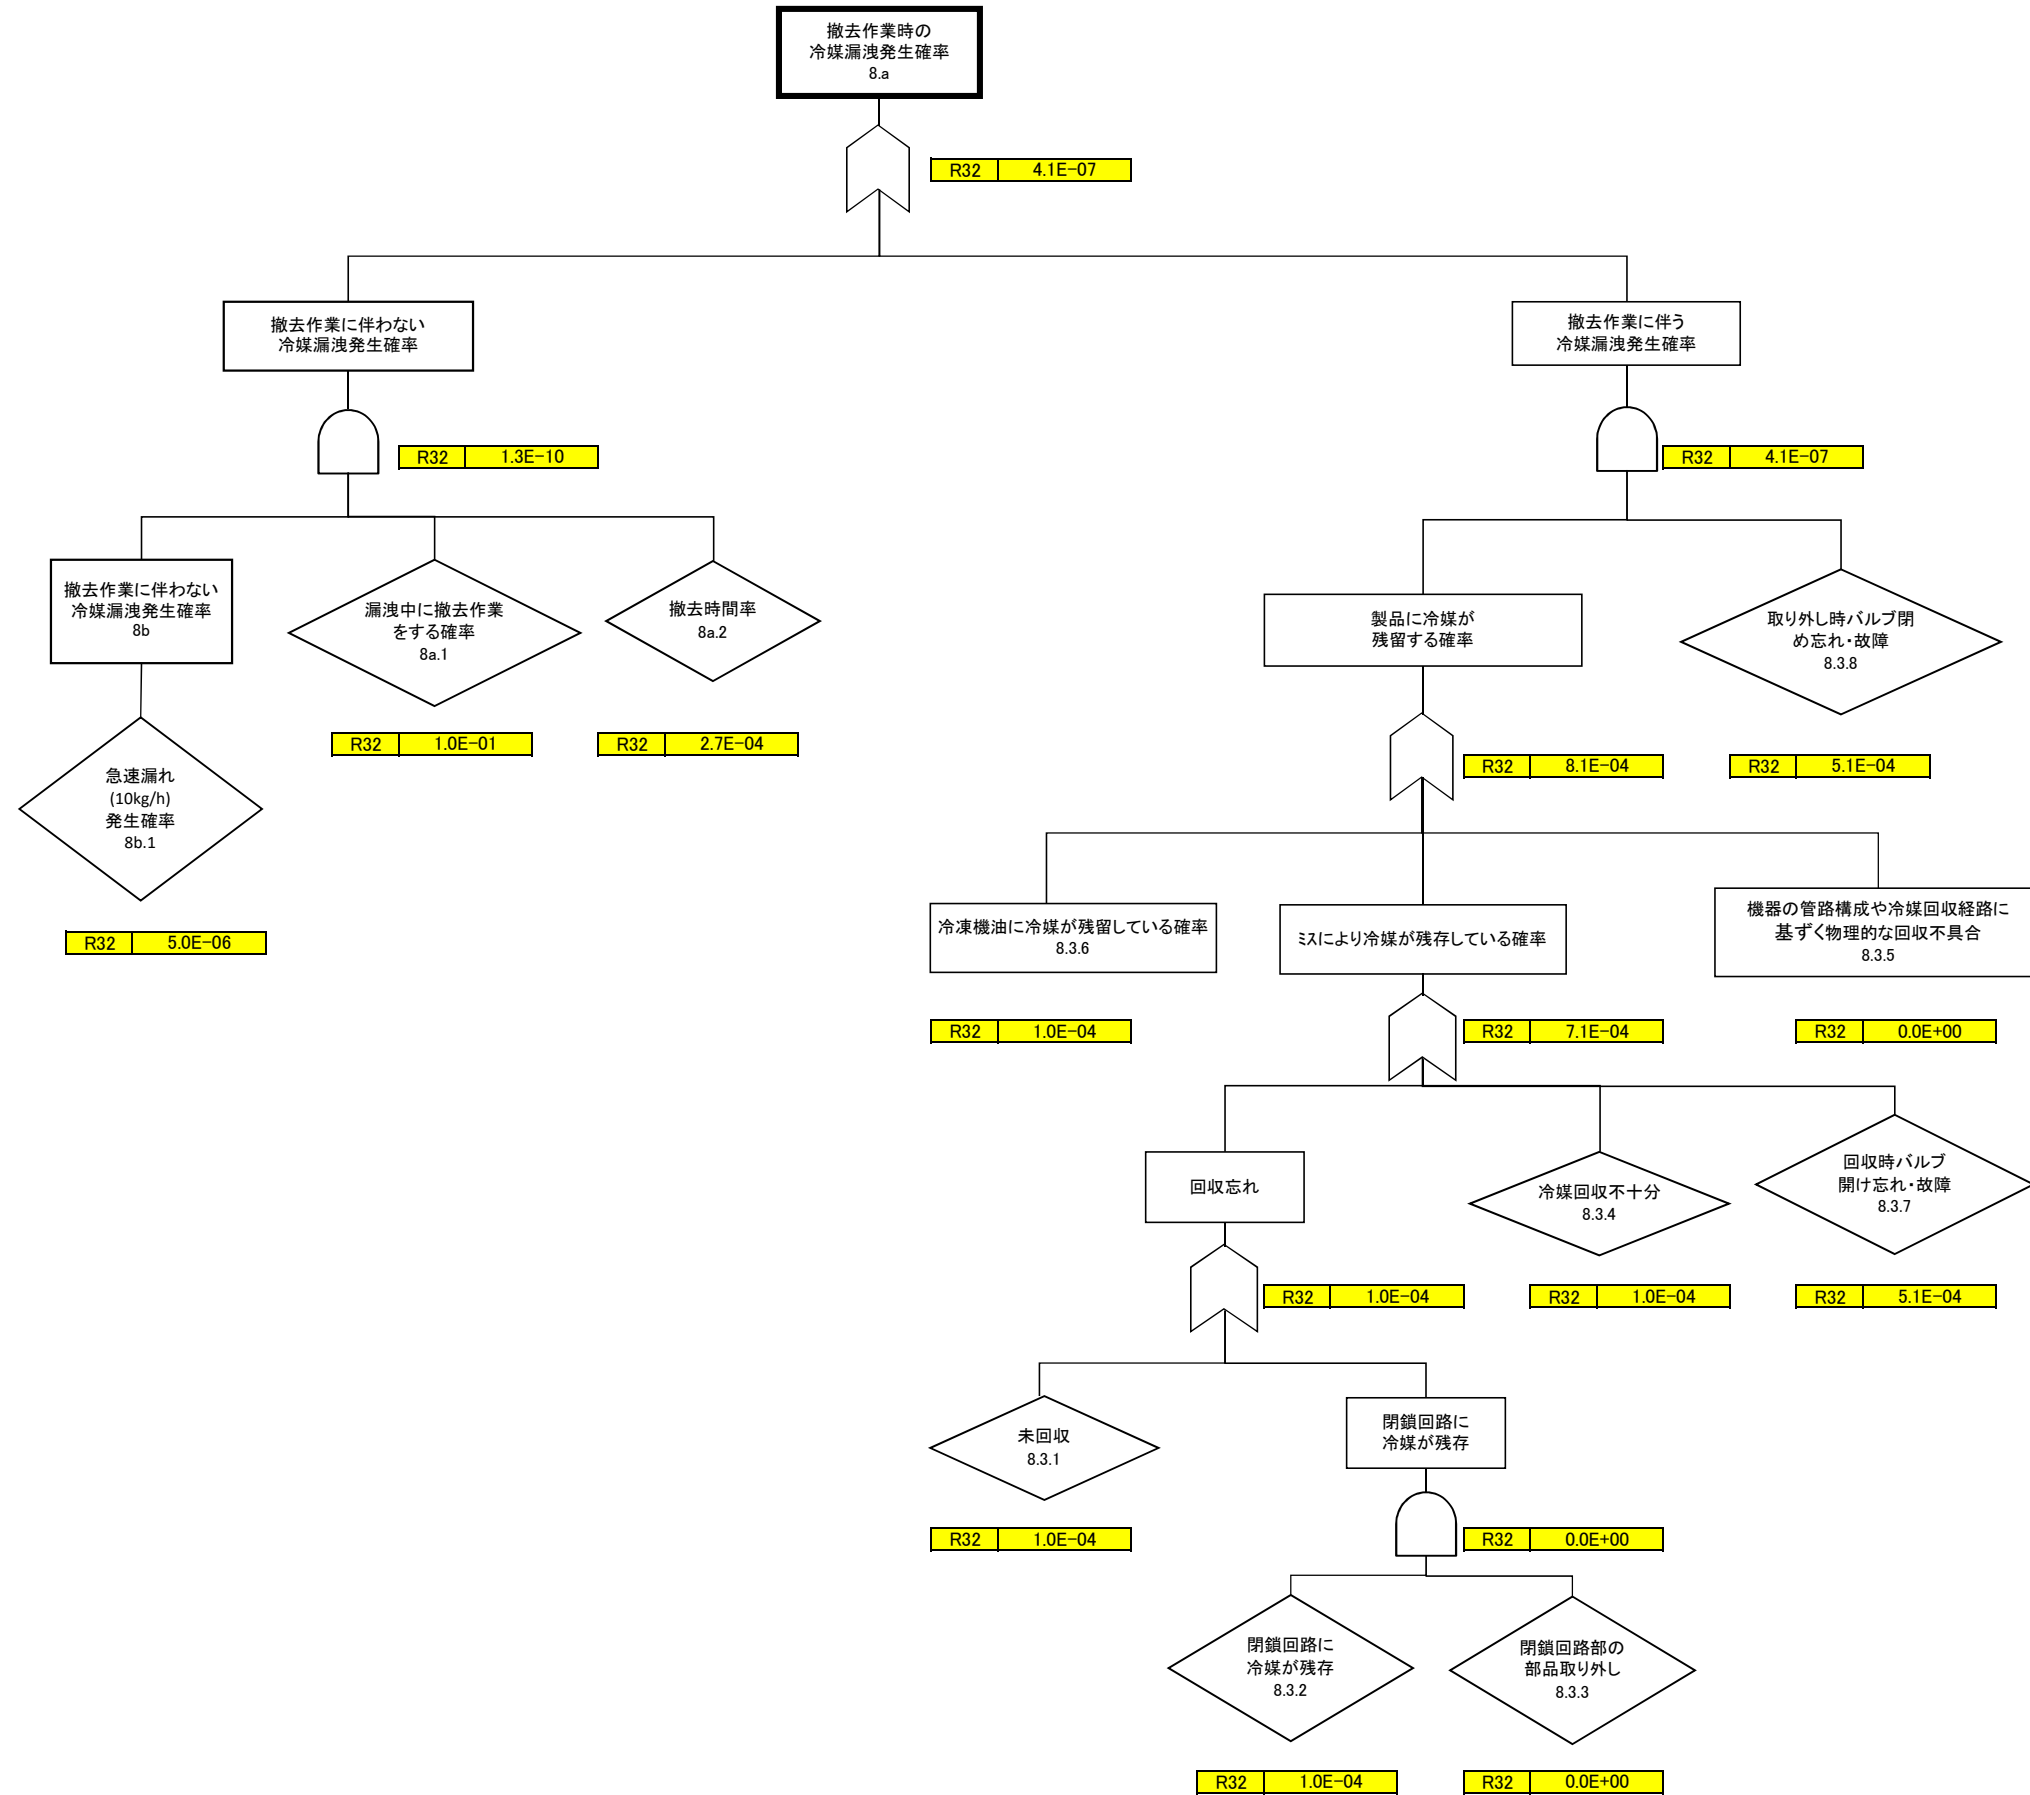 撤去作業時の
冷媒漏洩発生確率
8.a
R32 4.1E-07
撤去作業に伴わない
冷媒漏洩発生確率
撤去作業に伴う
冷媒漏洩発生確率
R32 1.3E-10
R32 4.1E-07
撤去作業に伴わない
冷媒漏洩発生確率
8b
漏洩中に撤去作業
をする確率
8a.1
撤去時間率
8a.2
製品に冷媒が
残留する確率
取り外し時バルブ閉
め忘れ・故障
8.3.8
R32 1.0E-01
R32 2.7E-04
R32 8.1E-04
R32 5.1E-04
急速漏れ
(10kg/h)
発生確率
8b.1
R32 5.0E-06
冷凍機油に冷媒が残留している確率
8.3.6
ﾐｽにより冷媒が残存している確率
機器の管路構成や冷媒回収経路に
基ずく物理的な回収不具合
8.3.5
R32 1.0E-04
R32 7.1E-04
R32 0.0E+00
回収忘れ
冷媒回収不十分
8.3.4
回収時バルブ
開け忘れ・故障
8.3.7
R32 1.0E-04
R32 1.0E-04
R32 5.1E-04
未回収
8.3.1
閉鎖回路に
冷媒が残存
R32 1.0E-04
R32 0.0E+00
閉鎖回路に
冷媒が残存
8.3.2
閉鎖回路部の
部品取り外し
8.3.3
R32 1.0E-04
R32 0.0E+00